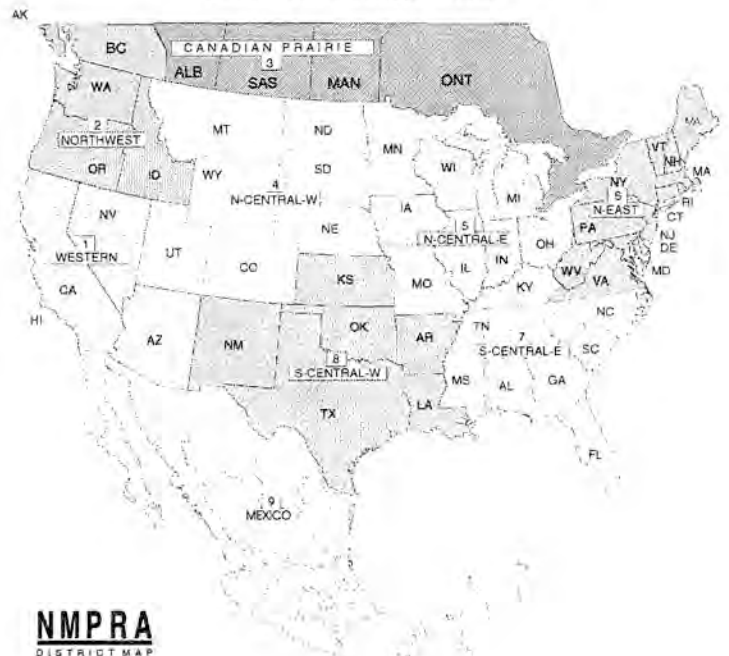 AK
BC
CANADIAN PRAIRIE
3
ALB
SAS
MAN
ONT
WA
2
NORTHWEST
OR
ID
MT
ND
MN
WI
MI
VT
NH
MA
MA
NY
RI
6
N-EAST
CT
PA
NJ
DE
MD
WY
SD
4
N-CENTRAL-W
IA
5
N-CENTRAL-E
NV
NE
1
WESTERN
UT
CO
IL
IN
OH
WV
VA
CA
KS
MO
KY
HI
AZ
NM
OK
AR
TN
NC
7
S-CENTRAL-E
SC
8
S-CENTRAL-W
MS
AL
GA
TX
LA
FL
9
MEXICO
NMPRA
DISTRICT MAP